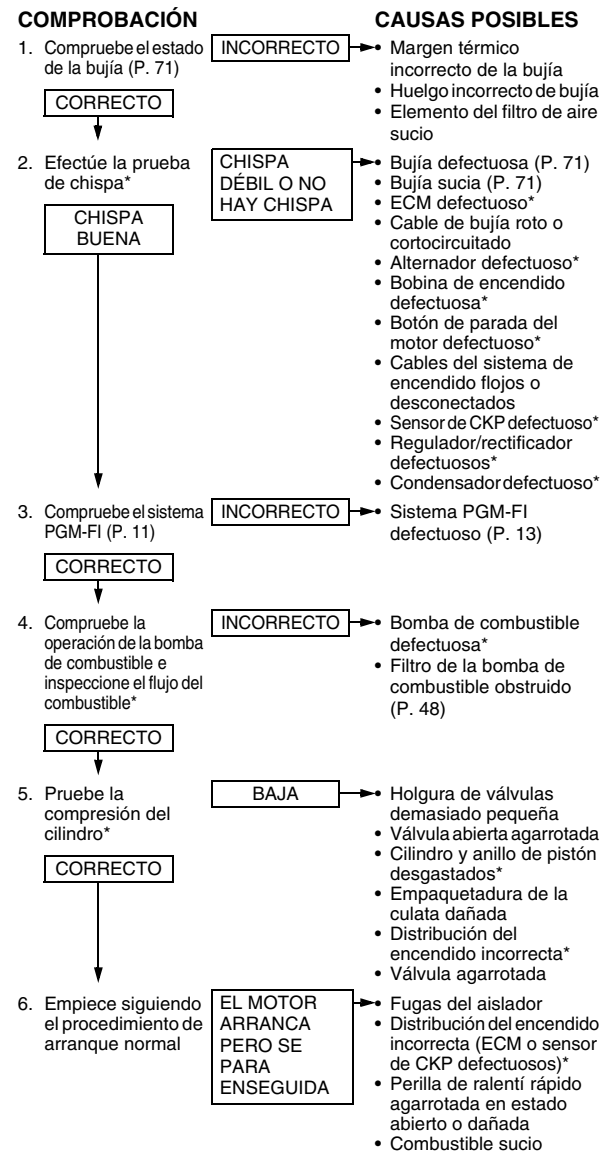 COMPROBACIÓN
CAUSAS POSIBLES
1. Compruebe el estado
de la bujía (P. 71)
INCORRECTO
• Margen térmico
incorrecto de la bujía
• Huelgo incorrecto de bujía
• Elemento del filtro de aire
sucio
CORRECTO
2. Efectúe la prueba
de chispa*
CHISPA
DÉBIL O NO
HAY CHISPA
• Bujía defectuosa (P. 71)
• Bujía sucia (P. 71)
• ECM defectuoso*
• Cable de bujía roto o
cortocircuitado
• Alternador defectuoso*
• Bobina de encendido
defectuosa*
• Botón de parada del
motor defectuoso*
• Cables del sistema de
encendido flojos o
desconectados
• Sensor de CKP defectuoso*
• Regulador/rectificador
defectuosos*
• Condensador defectuoso*
CHISPA
BUENA
3. Compruebe el sistema
PGM-FI (P. 11)
INCORRECTO
• Sistema PGM-FI
defectuoso (P. 13)
CORRECTO
4. Compruebe la
operación de la bomba
de combustible e
inspeccione el flujo del
combustible*
INCORRECTO
• Bomba de combustible
defectuosa*
• Filtro de la bomba de
combustible obstruido
(P. 48)
CORRECTO
5. Pruebe la
compresión del
cilindro*
BAJA
• Holgura de válvulas
demasiado pequeña
• Válvula abierta agarrotada
• Cilindro y anillo de pistón
desgastados*
• Empaquetadura de la
culata dañada
• Distribución del
encendido incorrecta*
• Válvula agarrotada
CORRECTO
6. Empiece siguiendo
el procedimiento de
arranque normal
EL MOTOR
ARRANCA
PERO SE
PARA
ENSEGUIDA
• Fugas del aislador
• Distribución del encendido
incorrecta (ECM o sensor
de CKP defectuosos)*
• Perilla de ralentí rápido
agarrotada en estado
abierto o dañada
• Combustible sucio